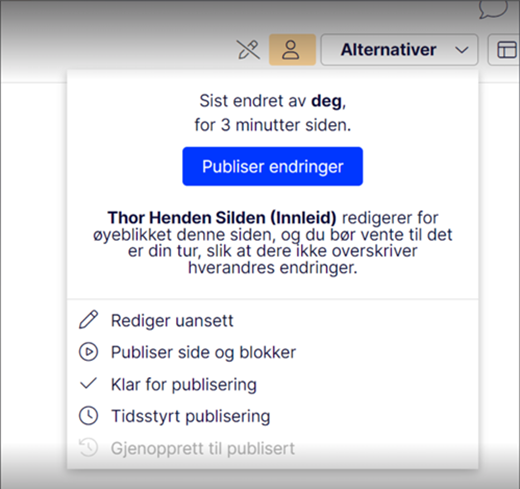 Alternativer
Sist endret av deg,
for 3 minutter siden.
Publiser endringer
Thor Henden Silden (Innleid) redigerer for
øyeblikket denne siden, og du bør vente til det
er din tur, slik at dere ikke overskriver
hverandres endringer.
Rediger uansett
Publiser side og blokker
Klar for publisering
Tidsstyrt publisering
Gjenopprett til publisert